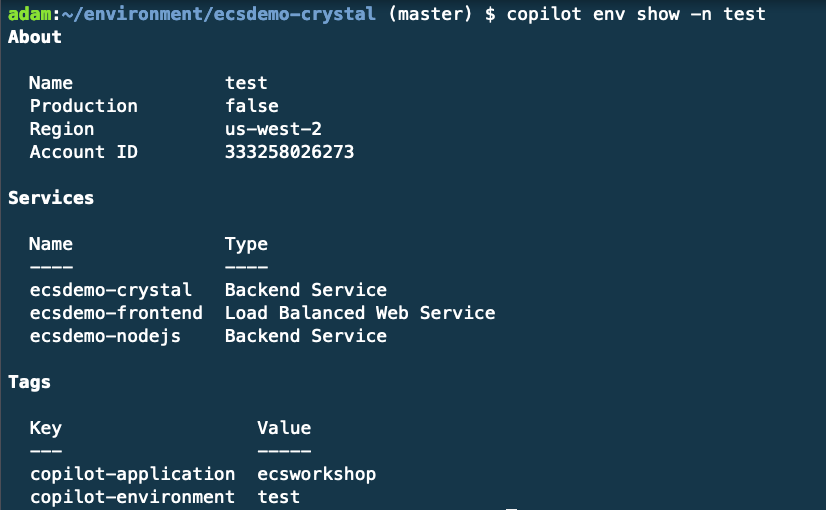 adam:~/environment/ecsdemo-crystal (master) $ copilot env show -n test
About
Name test
Production false
Region us-west-2
Account ID 333258026273
Services
Name Type
---- ----
ecsdemo-crystal Backend Service
ecsdemo-frontend Load Balanced Web Service
ecsdemo-nodejs Backend Service
Tags
Key Value
--- -----
copilot-application ecsworkshop
copilot-environment test